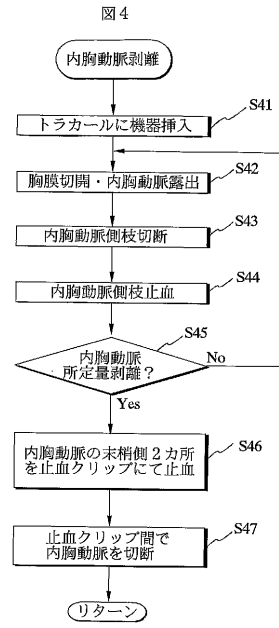 図4
内胸動脈剥離
S41
トラカールに機器挿入
S42
胸膜切開・内胸動脈露出
S43
内胸動脈側枝切断
S44
内胸動脈側枝止血
S45
内胸動脈
所定量剥離?
No
Yes
S46
内胸動脈の末梢側2カ所
を止血クリップにて止血
S47
止血クリップ間で
内胸動脈を切断
リターン